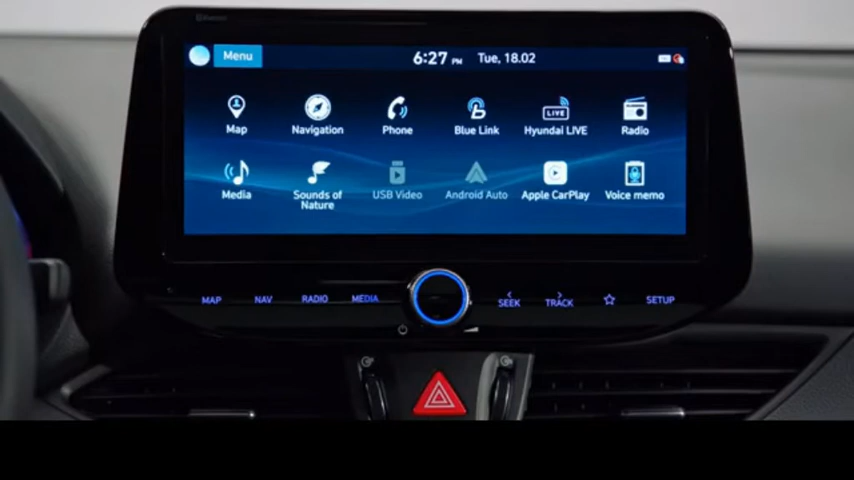 Menu
6:27 PM Tue, 18.02
Map Navigation Phone Blue Link Hyundai LIVE Radio
LIVE
Media Sounds of Nature USB Video Android Auto Apple CarPlay Voice memo
MAP NAV RADIO MEDIA SEEK TRACK SETUP